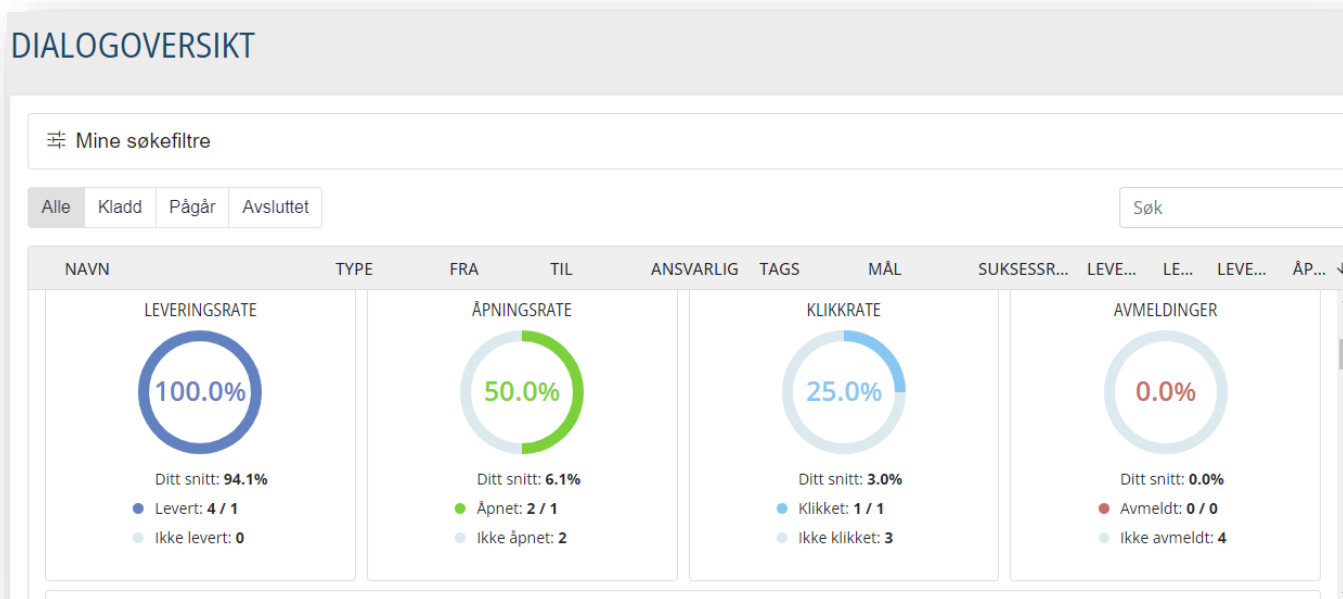 DIALOGOVERSIKT
Mine søkefiltre
Alle Kladd Pågår Avsluttet Søk
NAVN TYPE FRA TIL ANSVARLIG TAGS MÅL SUKSESSR... LEVE... LE... LEVE... ÅP...
LEVERINGSRATE ÅPNINGSRATE KLIKKRATE AVMELDINGER
100.0% 50.0% 25.0% 0.0%
Ditt snitt: 94.1% Ditt snitt: 6.1% Ditt snitt: 3.0% Ditt snitt: 0.0%
Levert: 4 / 1 Åpnet: 2 / 1 Klikket: 1 / 1 Avmeldt: 0 / 0
Ikke levert: 0 Ikke åpnet: 2 Ikke klikket: 3 Ikke avmeldt: 4